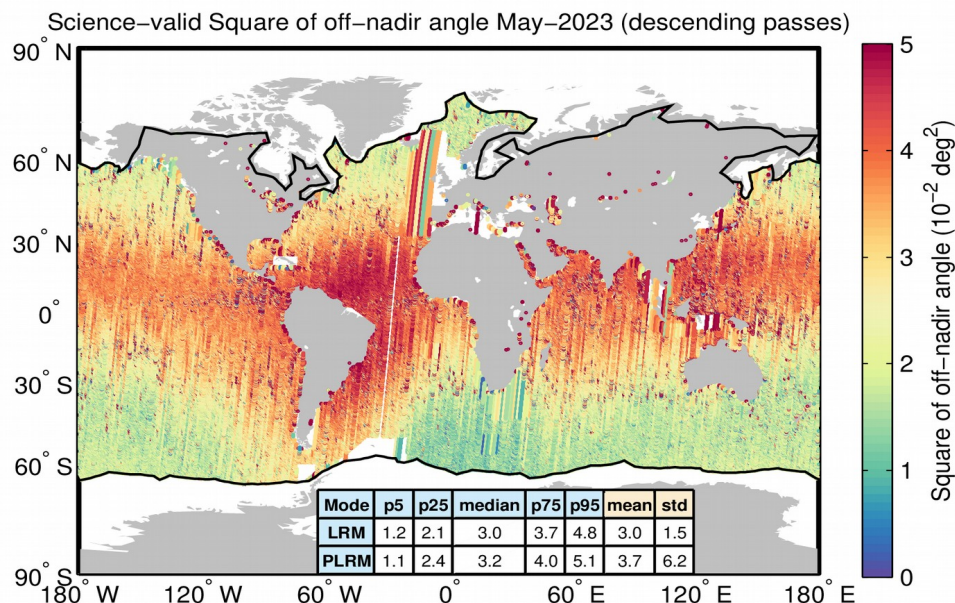 Science−valid Square of off−nadir angle May−2023 (descending passes)
90° N
60° N
30° N
0°
30° S
60° S
90° S
180° W
120° W
60° W
0°
60° E
120° E
180° E
5
4
3
2
1
0
Square of off−nadir angle (10⁻² deg²)
Mode p5 p25 median p75 p95 mean std
LRM 1.2 2.1 3.0 3.7 4.8 3.0 1.5
PLRM 1.1 2.4 3.2 4.0 5.1 3.7 6.2